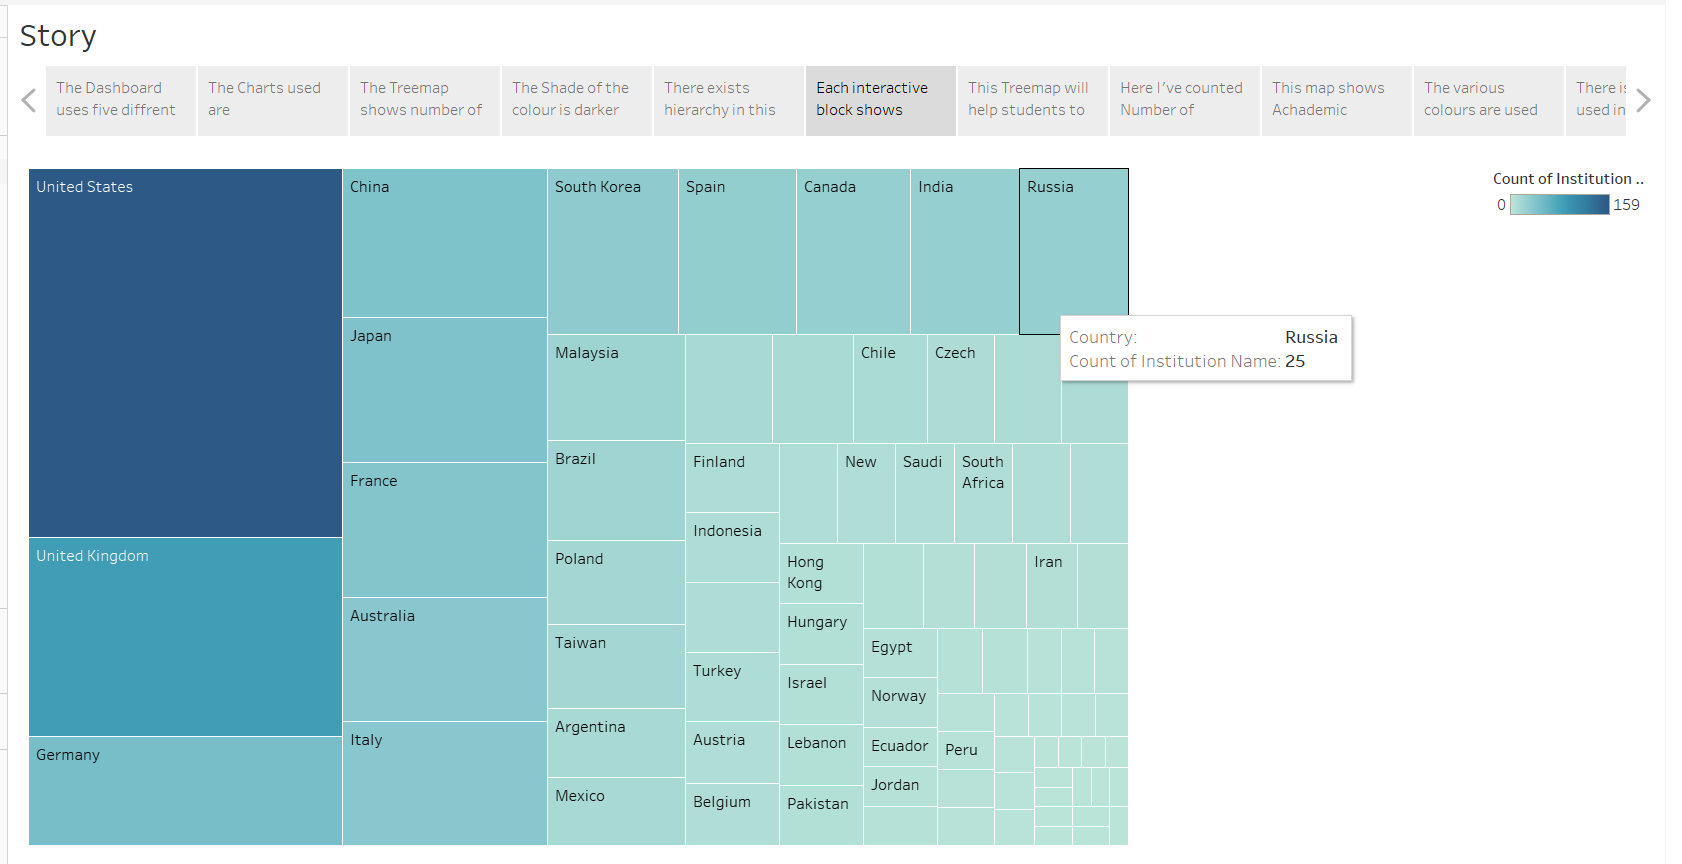 Story
The Dashboard
uses five diffrent
The Charts used
are
The Treemap
shows number of
The Shade of the
colour is darker
There exists
hierarchy in this
Each interactive
block shows
This Treemap will
help students to
Here I've counted
Number of
This map shows
Achademic
The various
colours are used
There
used in
Count of Institution ..
0
159
United States
China
South Korea
Spain
Canada
India
Russia
Japan
Malaysia
Chile
Czech
Country: Russia
Count of Institution Name: 25
France
Brazil
Finland
New
Saudi
South
Africa
Indonesia
United Kingdom
Poland
Hong
Kong
Iran
Australia
Hungary
Taiwan
Turkey
Egypt
Israel
Norway
Argentina
Italy
Austria
Lebanon
Ecuador
Peru
Germany
Jordan
Mexico
Belgium
Pakistan